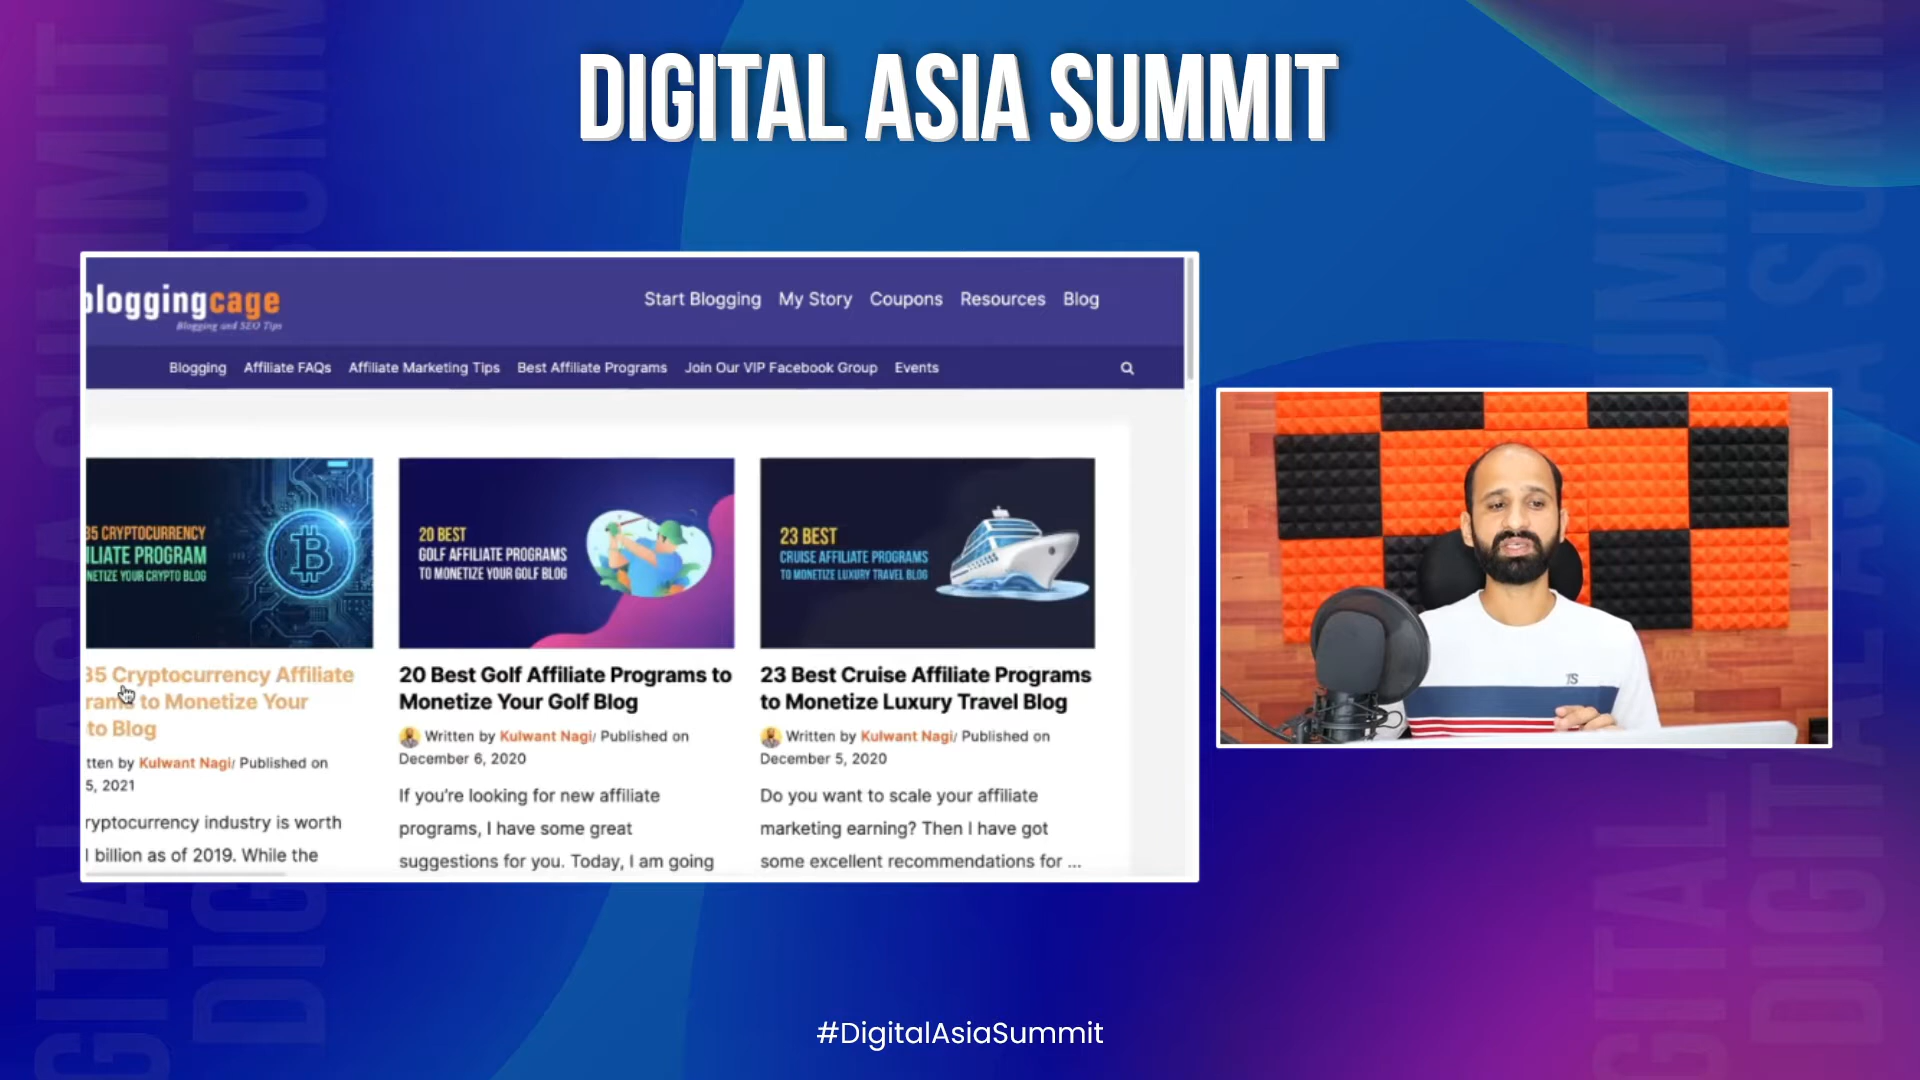 DIGITAL ASIA SUMMIT
bloggingcage
Blogging and SEO Tips
Start Blogging My Story Coupons Resources Blog
Blogging Affiliate FAQs Affiliate Marketing Tips Best Affiliate Programs Join Our VIP Facebook Group Events
35 CRYPTOCURRENCY
ILIATE PROGRAM
NETIZE YOUR CRYPTO BLOG
35 Cryptocurrency Affiliate
rams to Monetize Your
to Blog
tten by Kulwant Nagi/ Published on
5, 2021
ryptocurrency industry is worth
l billion as of 2019. While the
20 BEST
GOLF AFFILIATE PROGRAMS
TO MONETIZE YOUR GOLF BLOG
20 Best Golf Affiliate Programs to
Monetize Your Golf Blog
Written by Kulwant Nagi/ Published on
December 6, 2020
If you're looking for new affiliate
programs, I have some great
suggestions for you. Today, I am going
23 BEST
CRUISE AFFILIATE PROGRAMS
TO MONETIZE LUXURY TRAVEL BLOG
23 Best Cruise Affiliate Programs
to Monetize Luxury Travel Blog
Written by Kulwant Nagi/ Published on
December 5, 2020
Do you want to scale your affiliate
marketing earning? Then I have got
some excellent recommendations for ...
TS
#DigitalAsiaSummit